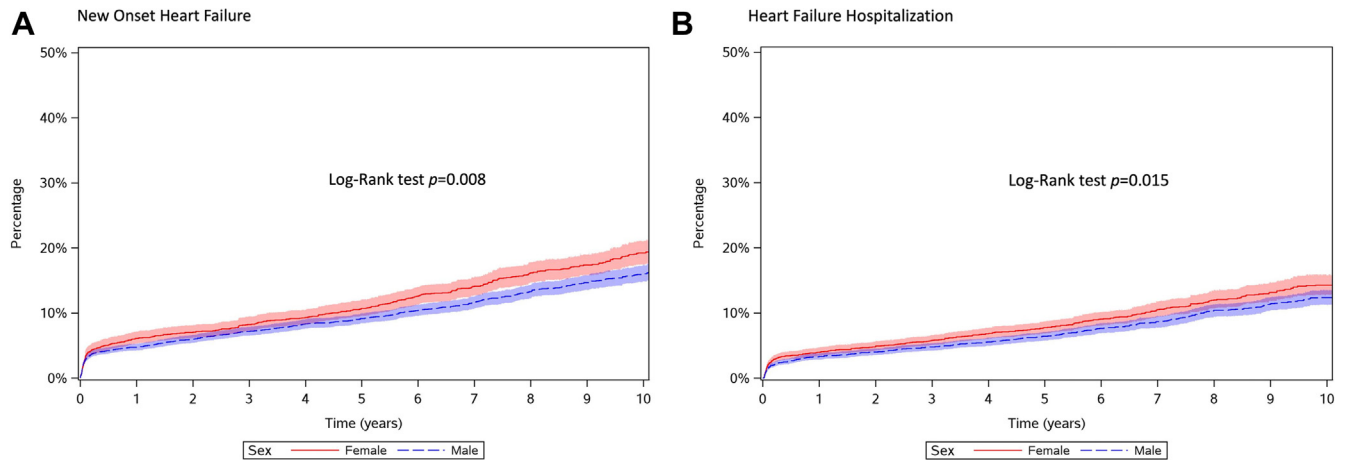 A
New Onset Heart Failure
50%
40%
30%
20%
10%
0%
Percentage
Log-Rank test p=0.008
0 1 2 3 4 5 6 7 8 9 10
Time (years)
Sex Female Male
B
Heart Failure Hospitalization
50%
40%
30%
20%
10%
0%
Percentage
Log-Rank test p=0.015
0 1 2 3 4 5 6 7 8 9 10
Time (years)
Sex Female Male